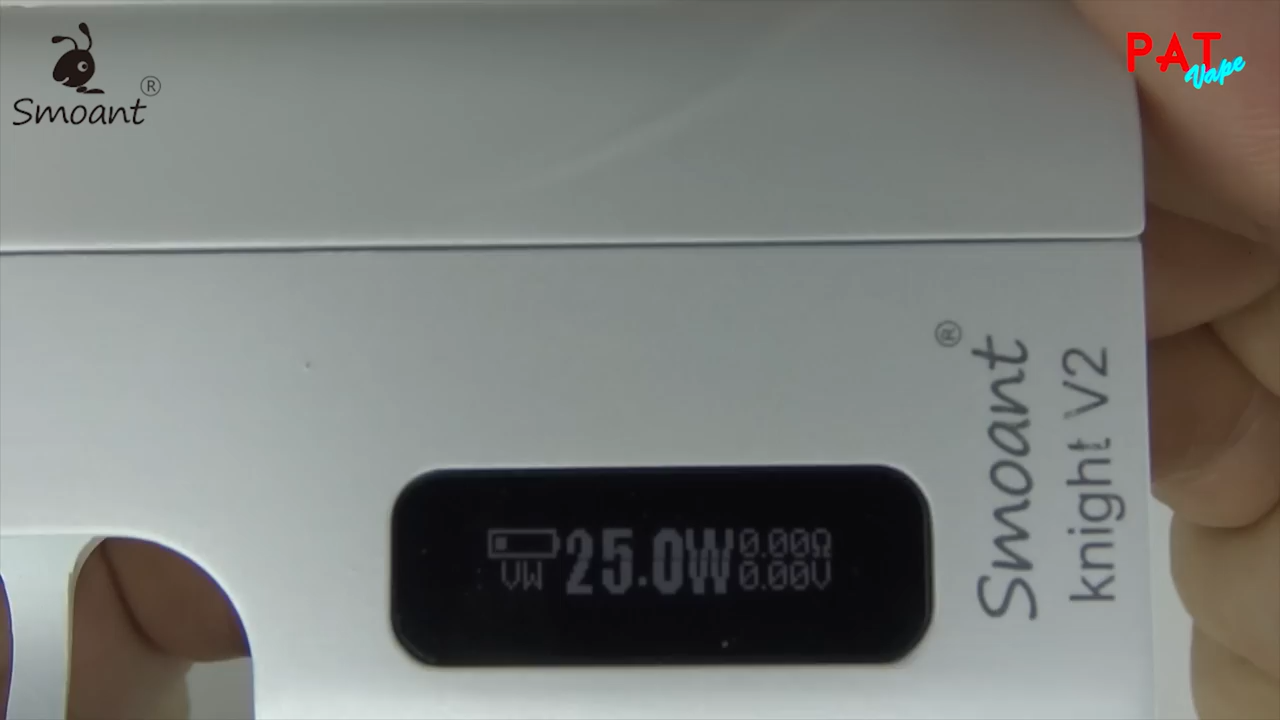 Smoant®
PAT
Vape
Smoant®
knight V2
25.0W
0.00Ω
VW
0.00V